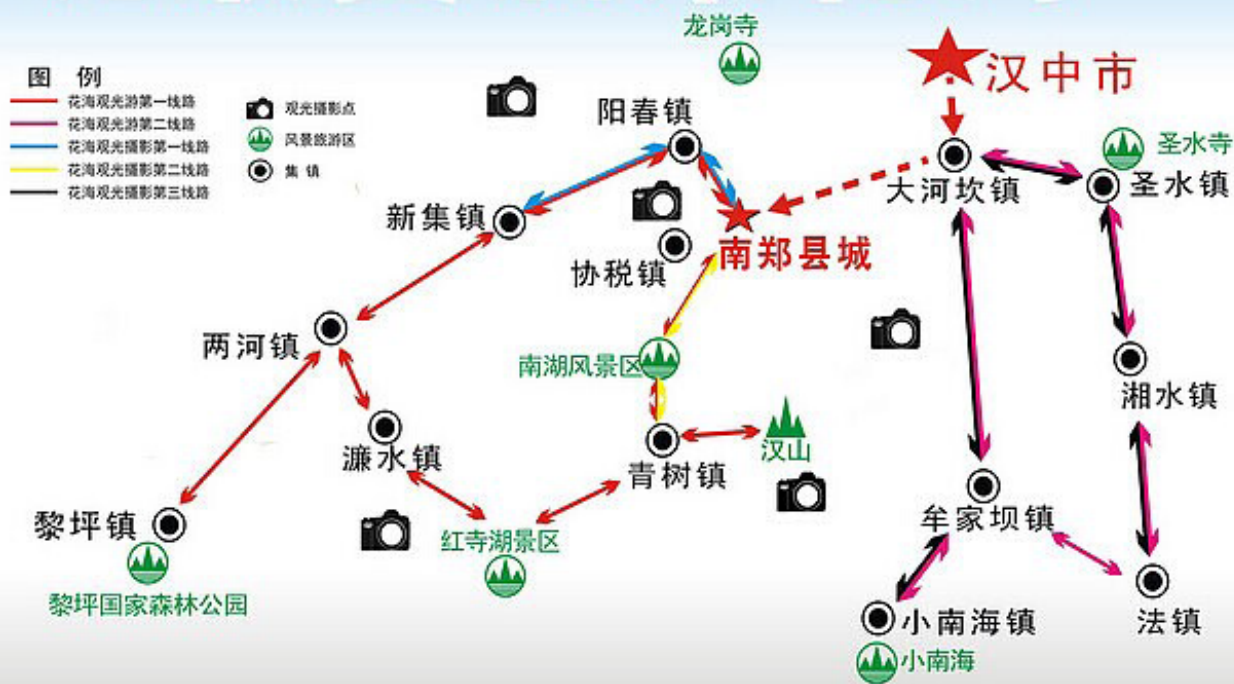 图 例
花海观光游第一线路
花海观光游第二线路
花海观光摄影第一线路
花海观光摄影第二线路
花海观光摄影第三线路
观光摄影点
风景旅游区
集 镇
龙岗寺
汉中市
阳春镇
圣水寺
大河坎镇
圣水镇
新集镇
协税镇
南郑县城
两河镇
南湖风景区
湘水镇
濂水镇
青树镇
汉山
黎坪镇
红寺湖景区
牟家坝镇
黎坪国家森林公园
小南海镇
法镇
小南海